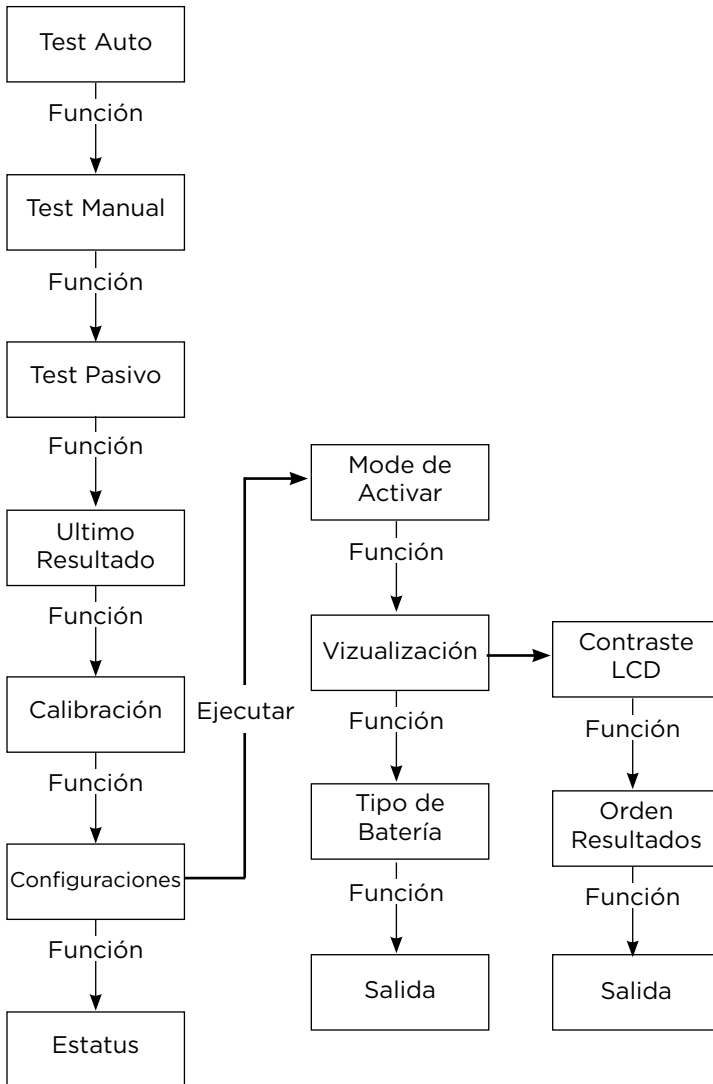 Test Auto
Función
Test Manual
Función
Test Pasivo
Función
Ultimo
Resultado
Función
Calibración
Función
Configuraciones
Función
Estatus
Ejecutar
Mode de
Activar
Función
Vizualización
Función
Tipo de
Batería
Función
Salida
Contraste
LCD
Función
Orden
Resultados
Función
Salida